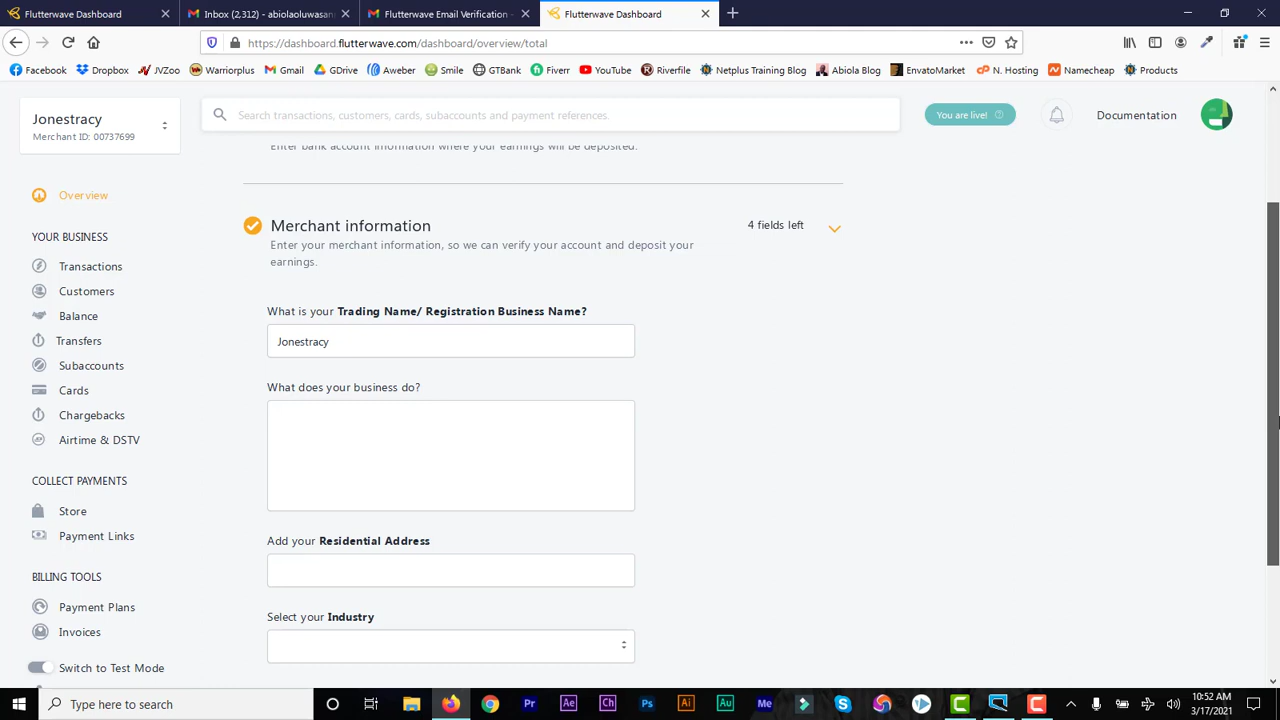 Flutterwave Dashboard
Inbox (2,312) - abiolaoluwasan
Flutterwave Email Verification -
Flutterwave Dashboard
https://dashboard.flutterwave.com/dashboard/overview/total
Facebook
Dropbox
JVZoo
Warriorplus
Gmail
GDrive
Aweber
Smile
GTBank
Fiverr
YouTube
Riverfile
Netplus Training Blog
Abiola Blog
EnvatoMarket
N. Hosting
Namecheap
Products
Jonestracy
Merchant ID: 00737699
Search transactions, customers, cards, subaccounts and payment references.
You are live!
Documentation
Enter bank account information where your earnings will be deposited.
Overview
YOUR BUSINESS
Transactions
Customers
Balance
Transfers
Subaccounts
Cards
Chargebacks
Airtime & DSTV
COLLECT PAYMENTS
Store
Payment Links
BILLING TOOLS
Payment Plans
Invoices
Switch to Test Mode
Merchant information
4 fields left
Enter your merchant information, so we can verify your account and deposit your
earnings.
What is your Trading Name/ Registration Business Name?
Jonestracy
What does your business do?
Add your Residential Address
Select your Industry
Type here to search
Pr
Ae
Ch
Ps
Ai
Au
Me
10:52 AM
3/17/2021